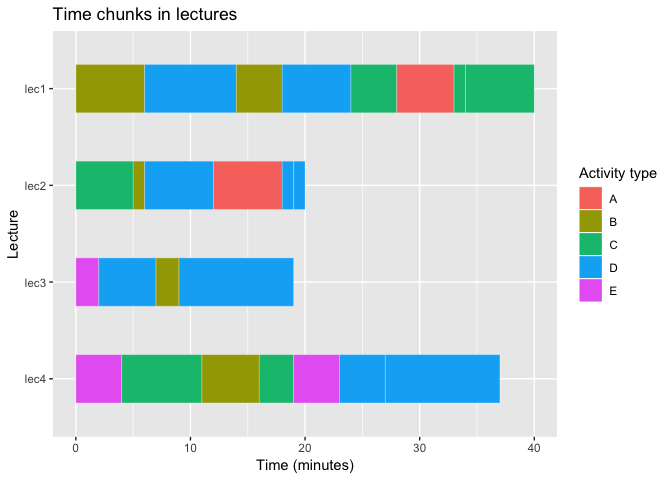 Time chunks in lectures
lec1
lec2
lec3
lec4
Lecture
0 10 20 30 40
Time (minutes)
Activity type
A
B
C
D
E